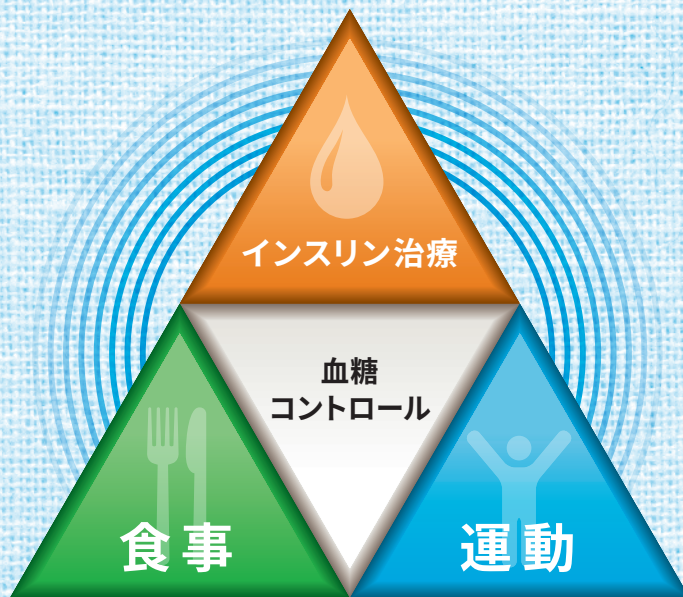 インスリン治療
血糖
コントロール
食事
運動